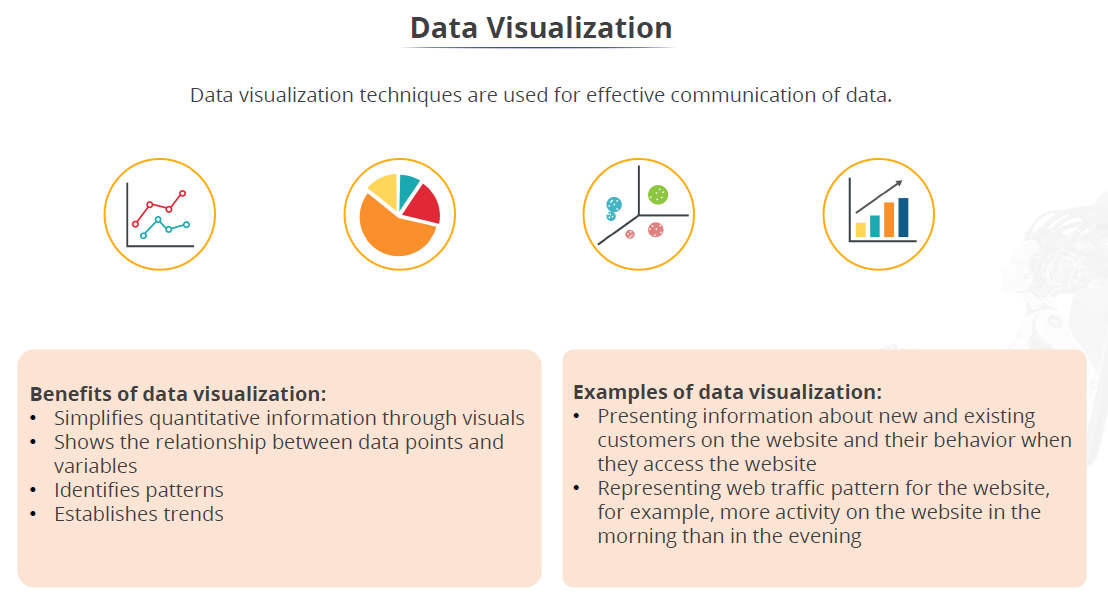 Data Visualization
Data visualization techniques are used for effective communication of data.
Benefits of data visualization:
• Simplifies quantitative information through visuals
• Shows the relationship between data points and
variables
• Identifies patterns
• Establishes trends
Examples of data visualization:
• Presenting information about new and existing
customers on the website and their behavior when
they access the website
• Representing web traffic pattern for the website,
for example, more activity on the website in the
morning than in the evening